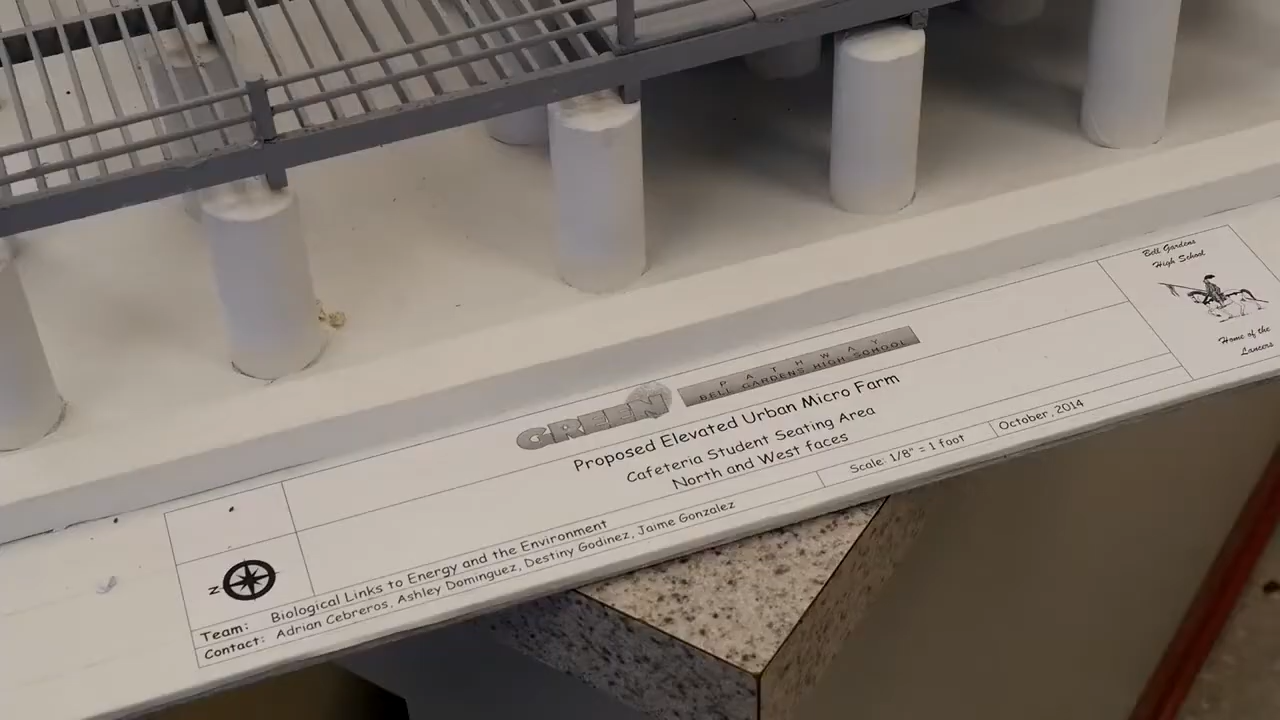 GREEN
PATHWAY
BELL GARDENS HIGH SCHOOL
Proposed Elevated Urban Micro Farm
Cafeteria Student Seating Area
North and West faces
Scale: 1/8" = 1 foot
October, 2014
N
Team: Biological Links to Energy and the Environment
Contact: Adrian Cebreros, Ashley Dominguez, Destiny Godinez, Jaime Gonzalez
Bell Gardens
High School
Home of the
Lancers